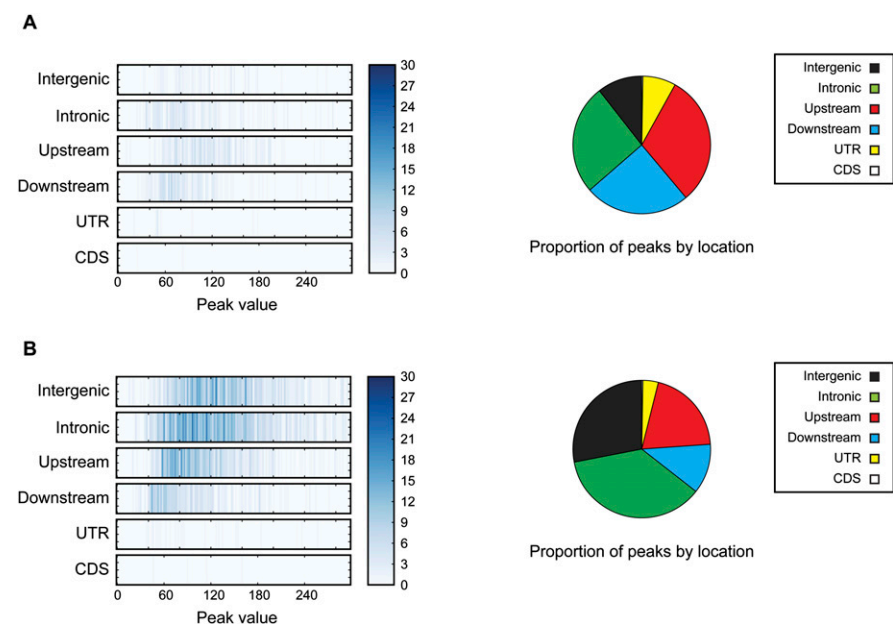 A
Intergenic
Intronic
Upstream
Downstream
UTR
CDS
0 60 120 180 240
Peak value
30
27
24
21
18
15
12
9
6
3
0
Proportion of peaks by location
Intergenic
Intronic
Upstream
Downstream
UTR
CDS
B
Intergenic
Intronic
Upstream
Downstream
UTR
CDS
0 60 120 180 240
Peak value
30
27
24
21
18
15
12
9
6
3
0
Proportion of peaks by location
Intergenic
Intronic
Upstream
Downstream
UTR
CDS